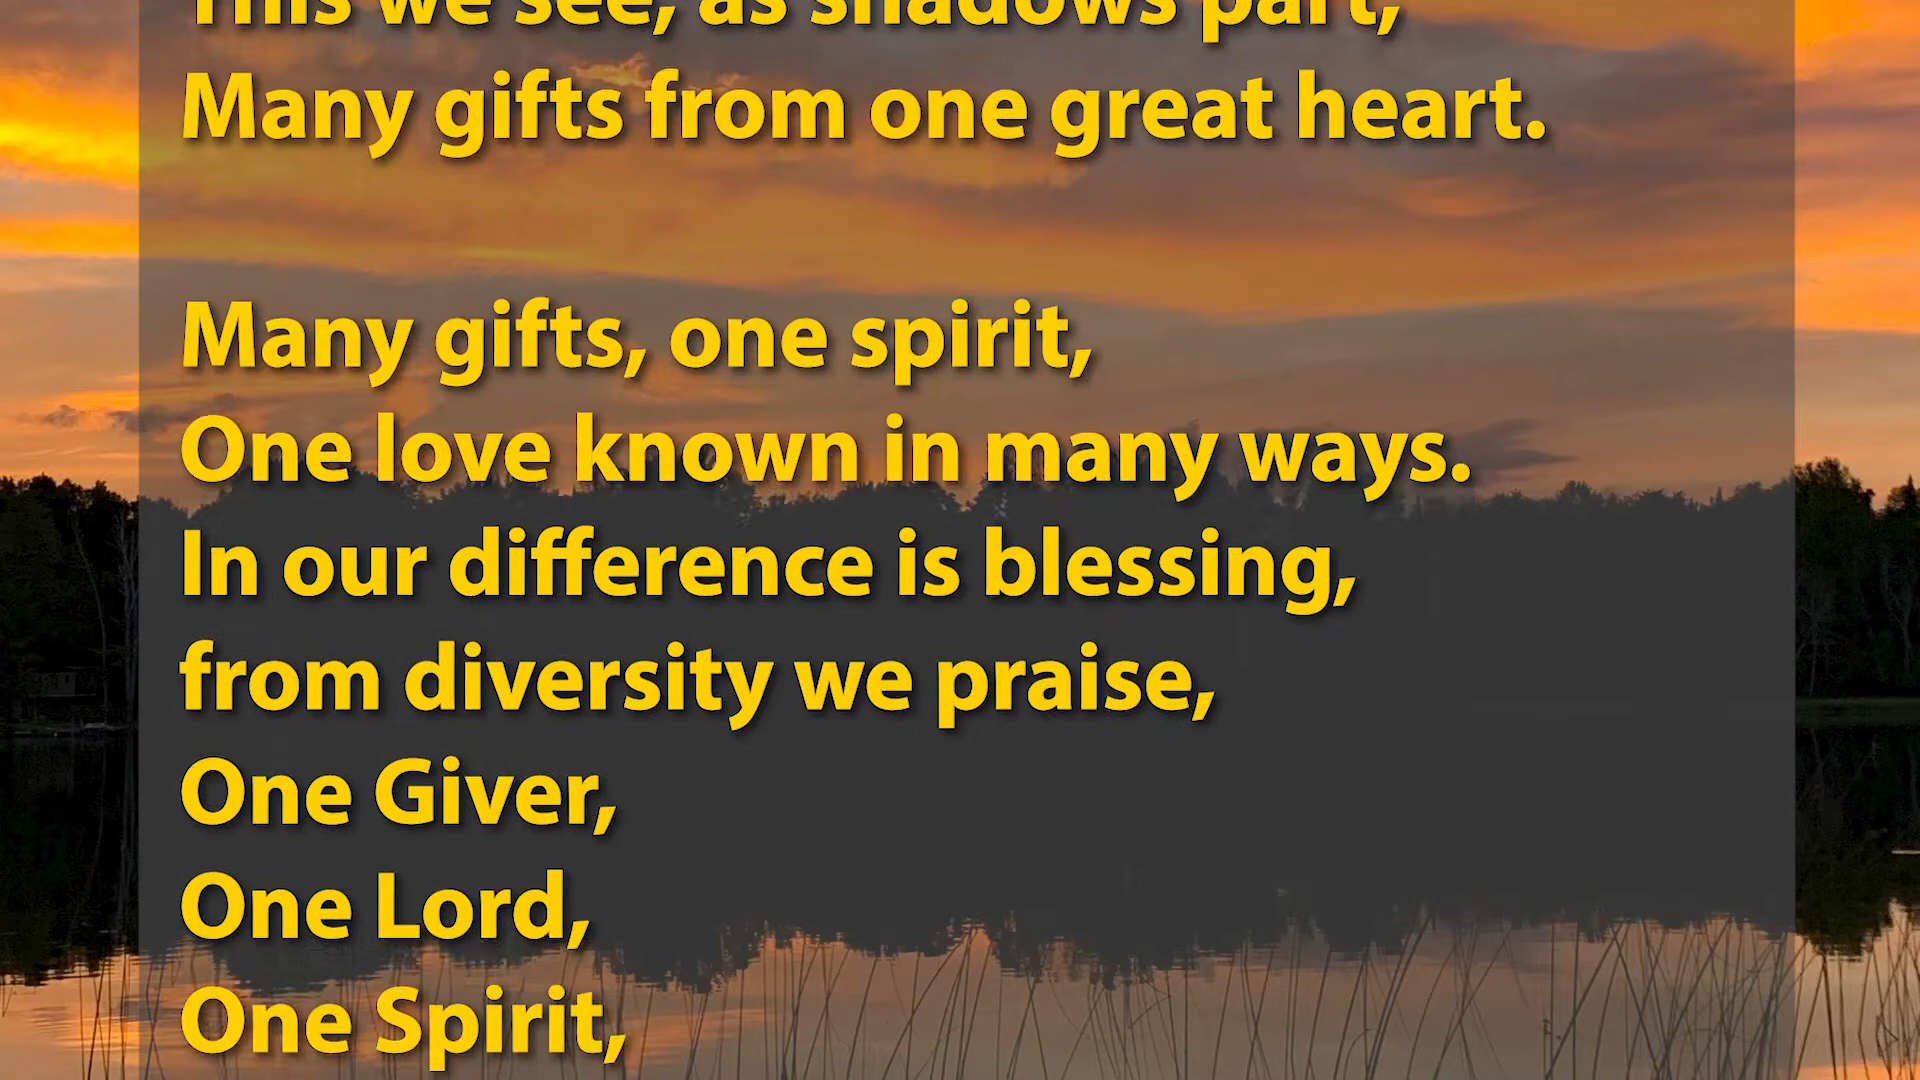 This we see, as shadows part,
Many gifts from one great heart.
Many gifts, one spirit,
One love known in many ways.
In our difference is blessing,
from diversity we praise,
One Giver,
One Lord,
One Spirit,